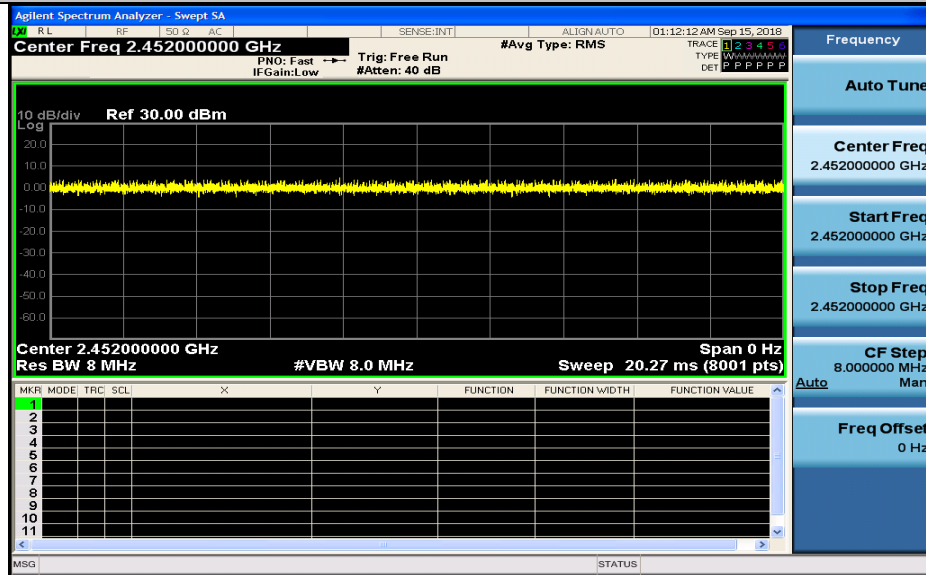 Agilent Spectrum Analyzer - Swept SA
LXI RL RF 50 Ω AC SENSE:INT ALIGN AUTO 01:12:12 AM Sep 15, 2018
Center Freq 2.452000000 GHz #Avg Type: RMS TRACE 1 2 3 4 5 6
PNO: Fast Trig: Free Run TYPE WWWWWW
IFGain:Low #Atten: 40 dB DET P P P P P P
10 dB/div Ref 30.00 dBm
Log
20.0
10.0
0.00
-10.0
-20.0
-30.0
-40.0
-50.0
-60.0
Center 2.452000000 GHz Span 0 Hz
Res BW 8 MHz #VBW 8.0 MHz Sweep 20.27 ms (8001 pts)
MKR MODE TRC SCL X Y FUNCTION FUNCTION WIDTH FUNCTION VALUE
1
2
3
4
5
6
7
8
9
10
11
MSG STATUS
Frequency
Auto Tune
Center Freq
2.452000000 GHz
Start Freq
2.452000000 GHz
Stop Freq
2.452000000 GHz
CF Step
8.000000 MHz
Auto Man
Freq Offset
0 Hz